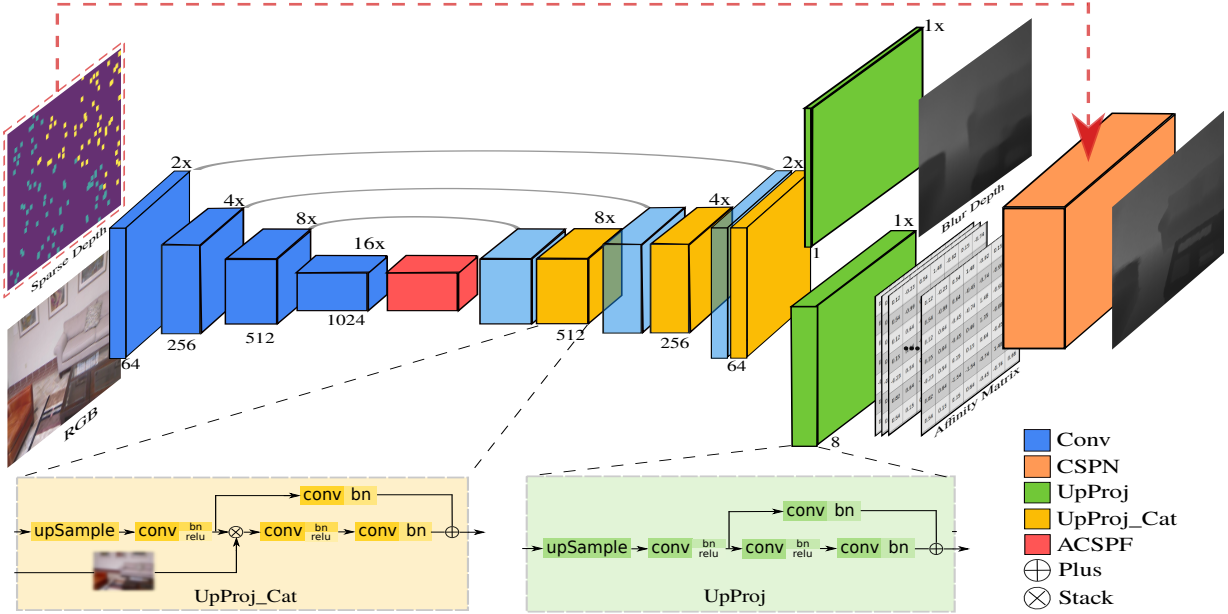 1x
Sparse Depth
2x
4x
8x
16x
8x
4x
2x
1
1x
Blur Depth
RGB
64
256
512
1024
512
256
64
8
Affinity Matrix
Conv
CSPN
UpProj
UpProj_Cat
ACSPF
Plus
Stack
conv bn
upSample conv bn relu conv bn relu conv bn
UpProj_Cat
conv bn
upSample conv bn relu conv bn relu conv bn
UpProj